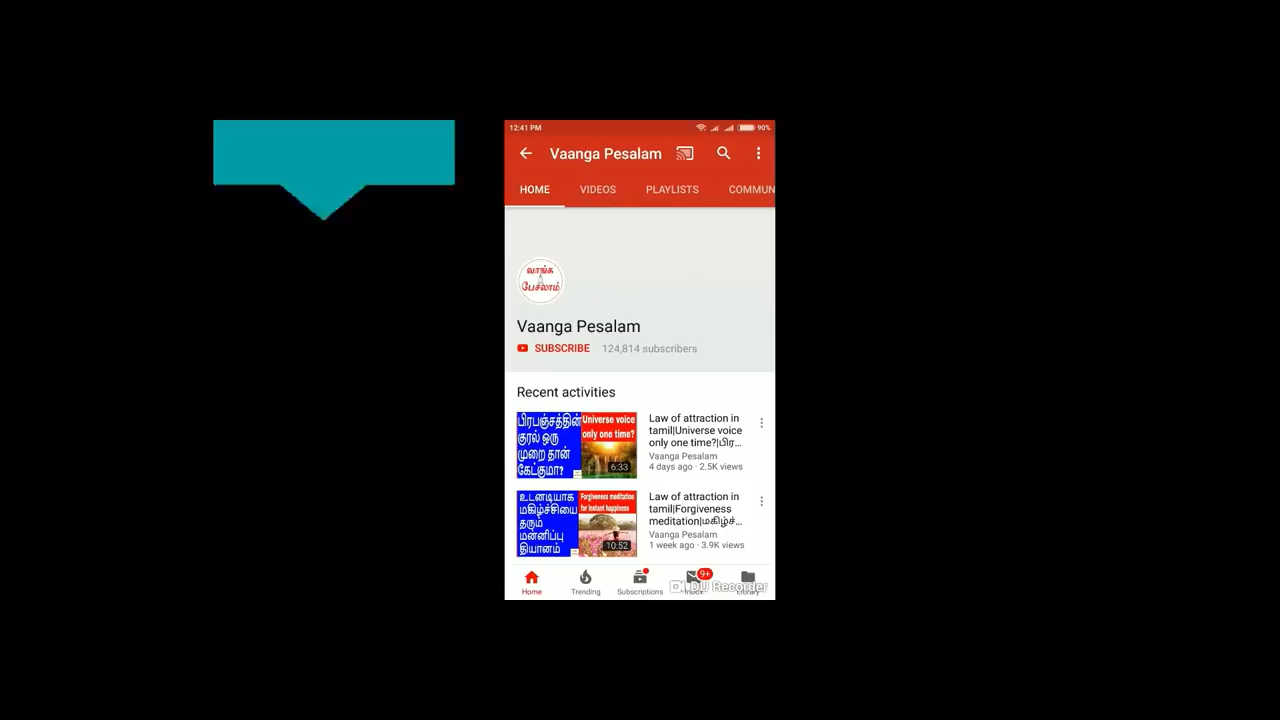 12:41 PM
90%
Vaanga Pesalam
HOME VIDEOS PLAYLISTS COMMUN
வாங்க
பேசலாம்
Vaanga Pesalam
SUBSCRIBE 124,814 subscribers
Recent activities
பிரபஞ்சத்தின்
குரல் ஒரு
முறை தான்
கேட்குமா?
Universe voice
only one time?
6:33
Law of attraction in
tamil|Universe voice
only one time?|பிர...
Vaanga Pesalam
4 days ago · 2.5K views
உடனடியாக
மகிழ்ச்சியை
தரும்
மன்னிப்பு
தியானம்
Forgiveness meditation
for Instant happiness
10:52
Law of attraction in
tamil|Forgiveness
meditation|மகிழ்ச்...
Vaanga Pesalam
1 week ago · 3.9K views
9+
Home Trending Subscriptions Inbox Library
DU Recorder